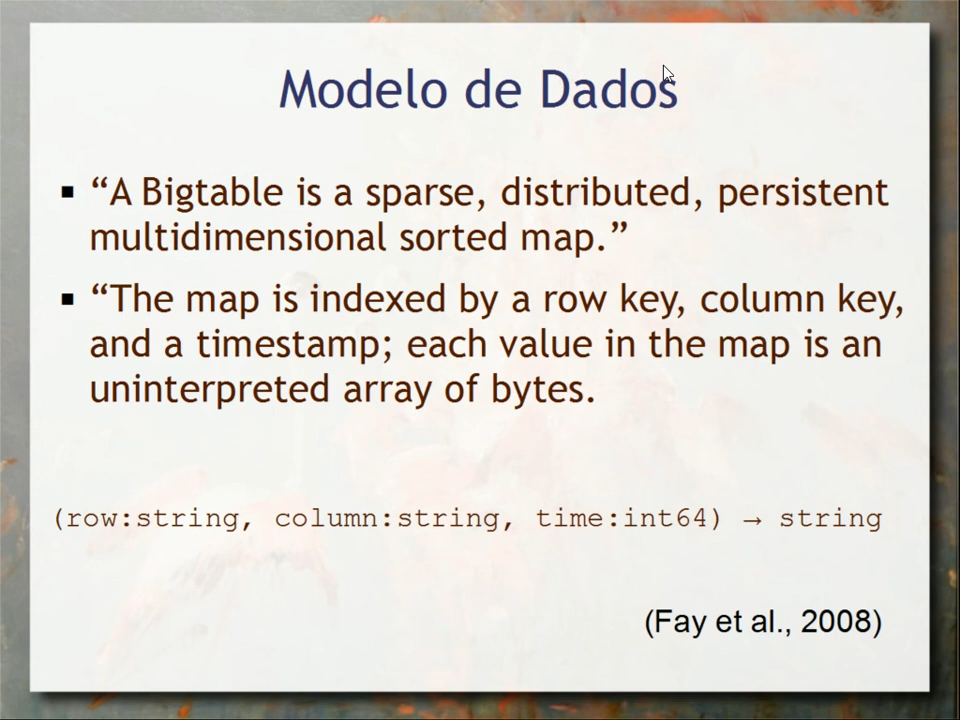 Modelo de Dados
▪ “A Bigtable is a sparse, distributed, persistent
multidimensional sorted map.”
▪ “The map is indexed by a row key, column key,
and a timestamp; each value in the map is an
uninterpreted array of bytes.
(row:string, column:string, time:int64) → string
(Fay et al., 2008)